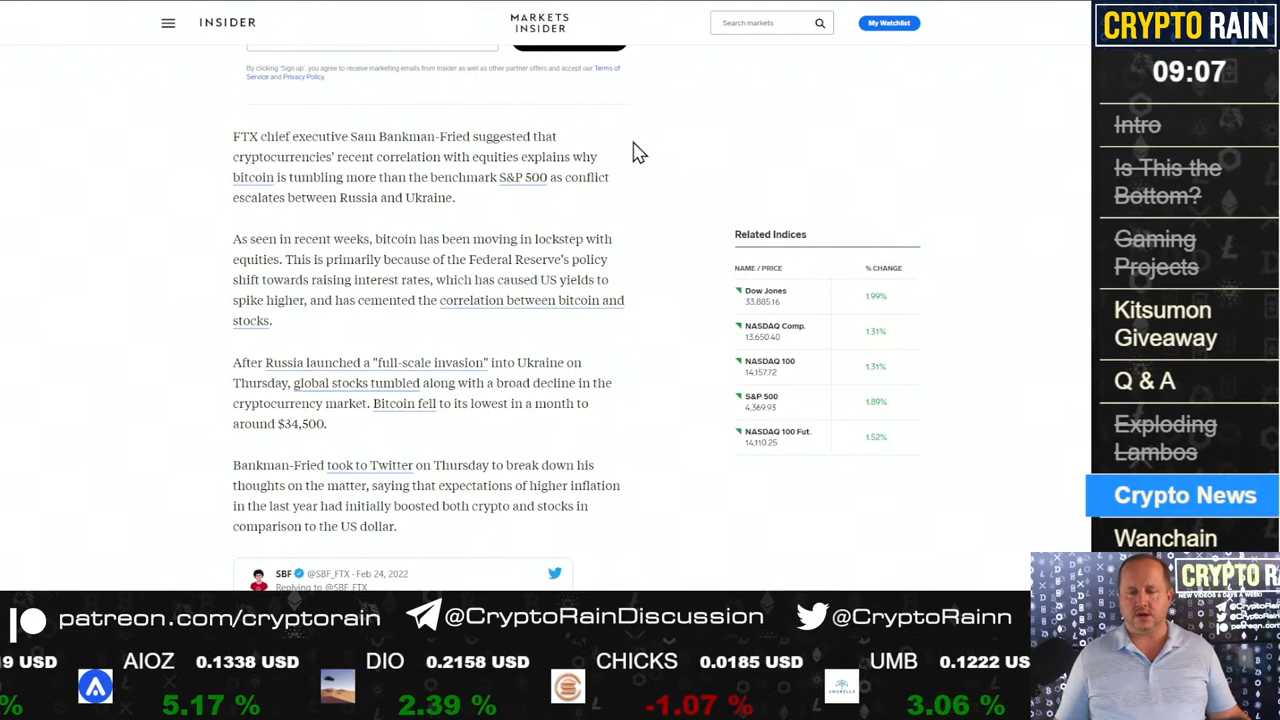 INSIDER
MARKETS
INSIDER
Search markets
My Watchlist
By clicking 'Sign up', you agree to receive marketing emails from Insider as well as other partner offers and accept our Terms of
Service and Privacy Policy.
FTX chief executive Sam Bankman-Fried suggested that
cryptocurrencies' recent correlation with equities explains why
bitcoin is tumbling more than the benchmark S&P 500 as conflict
escalates between Russia and Ukraine.
As seen in recent weeks, bitcoin has been moving in lockstep with
equities. This is primarily because of the Federal Reserve's policy
shift towards raising interest rates, which has caused US yields to
spike higher, and has cemented the correlation between bitcoin and
stocks.
After Russia launched a "full-scale invasion" into Ukraine on
Thursday, global stocks tumbled along with a broad decline in the
cryptocurrency market. Bitcoin fell to its lowest in a month to
around $34,500.
Bankman-Fried took to Twitter on Thursday to break down his
thoughts on the matter, saying that expectations of higher inflation
in the last year had initially boosted both crypto and stocks in
comparison to the US dollar.
SBF @SBF_FTX · Feb 24, 2022
Replying to @SBF_FTX
Related Indices
NAME / PRICE % CHANGE
Dow Jones
33,885.16 1.99%
NASDAQ Comp.
13,650.40 1.31%
NASDAQ 100
14,157.72 1.31%
S&P 500
4,369.93 1.89%
NASDAQ 100 Fut.
14,110.25 1.52%
CRYPTO RAIN
09:07
Intro
Is This the
Bottom?
Gaming
Projects
Kitsumon
Giveaway
Q & A
Exploding
Lambos
Crypto News
Wanchain
CRYPTO RA
NEW VIDEOS 6 DAYS A WEEK!
patreon.com/cryptorain @CryptoRainDiscussion @CryptoRainn
19 USD AIOZ 0.1338 USD DIO 0.2158 USD CHICKS 0.0185 USD UMB 0.1222 US
% 5.17 % 2.39 % -1.07 % 3.06 %